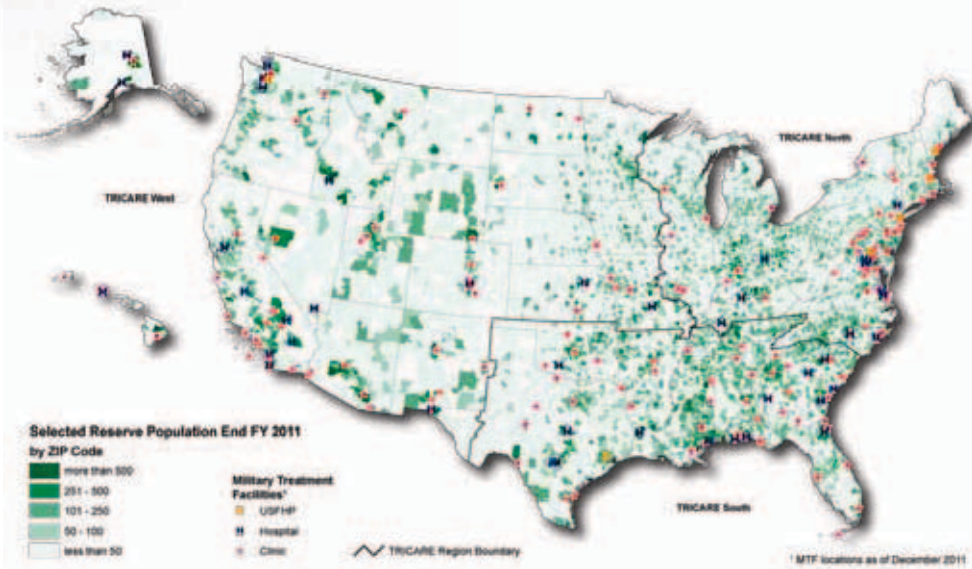 TRICARE North
TRICARE West
Selected Reserve Population End FY 2011
by ZIP Code
more than 500
251 - 500
101 - 250
50 - 100
less than 50
Military Treatment
Facilities¹
USFHP
H Hospital
Clinic
TRICARE Region Boundary
TRICARE South
¹ MTF locations as of December 2011